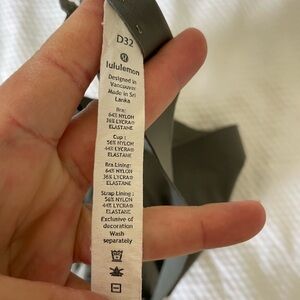 D32
lululemon
Designed in
Vancouver
Made in Sri
Lanka
Bra:
64% NYLON
36% LYCRA®
ELASTANE
Cup :
56% NYLON
44% LYCRA®
ELASTANE
Bra Lining:
64% NYLON
36% LYCRA®
ELASTANE
Strap Lining :
56% NYLON
44% LYCRA®
ELASTANE
Exclusive of
decoration
Wash
separately